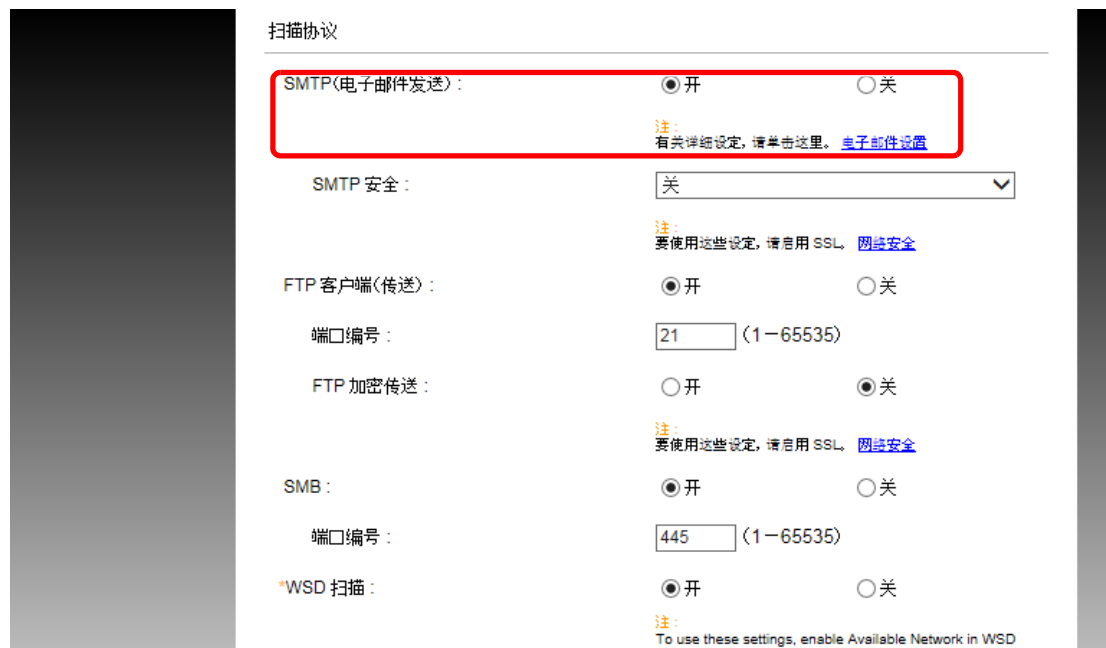 扫描协议
SMTP(电子邮件发送) : 开 关
注 :
有关详细设定, 请单击这里。 电子邮件设置
SMTP 安全 : 关
注 :
要使用这些设定, 请启用 SSL。 网络安全
FTP 客户端(传送) : 开 关
端口编号 : 21 (1－65535)
FTP 加密传送 : 开 关
注 :
要使用这些设定, 请启用 SSL。 网络安全
SMB : 开 关
端口编号 : 445 (1－65535)
*WSD 扫描 : 开 关
注 :
To use these settings, enable Available Network in WSD